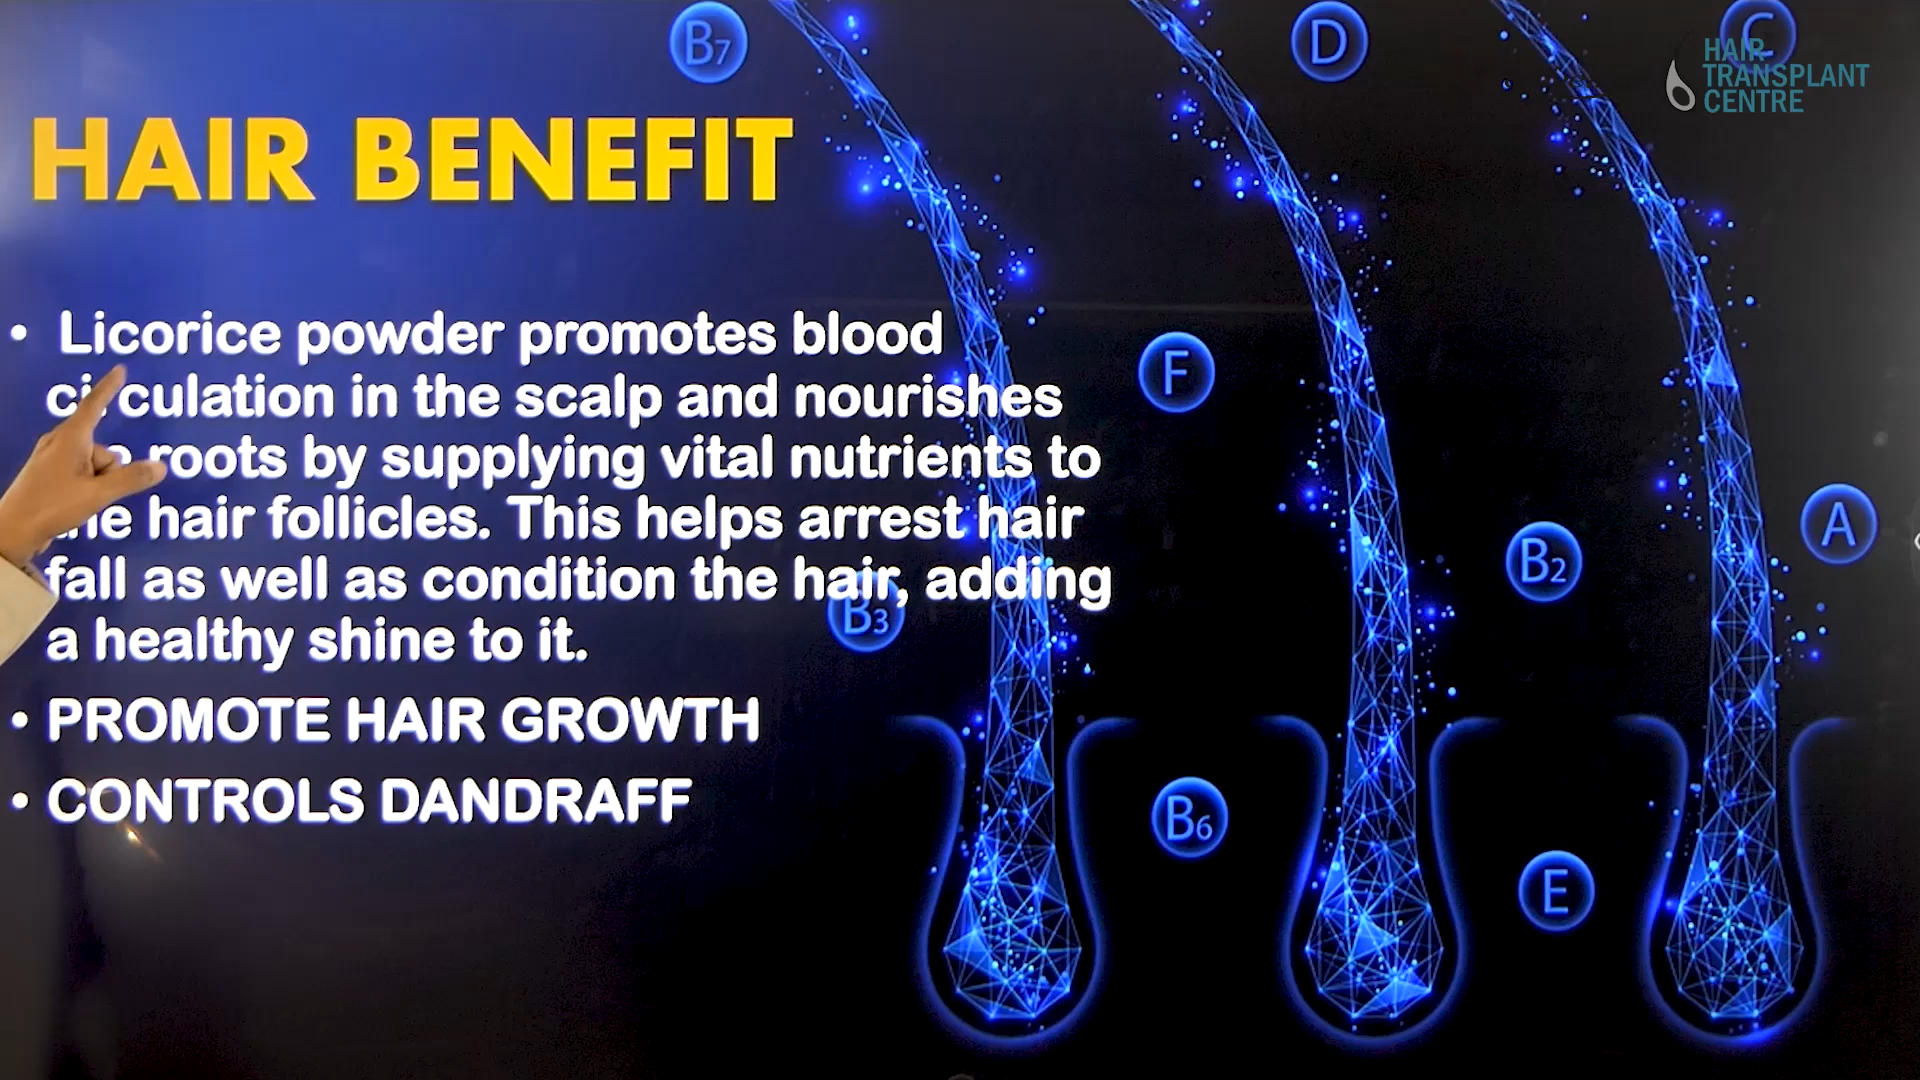 B7
D
C
HAIR
TRANSPLANT
CENTRE
HAIR BENEFIT
• Licorice powder promotes blood
circulation in the scalp and nourishes
roots by supplying vital nutrients to
hair follicles. This helps arrest hair
fall as well as condition the hair, adding
a healthy shine to it.
• PROMOTE HAIR GROWTH
• CONTROLS DANDRAFF
F
A
B2
B3
B6
E